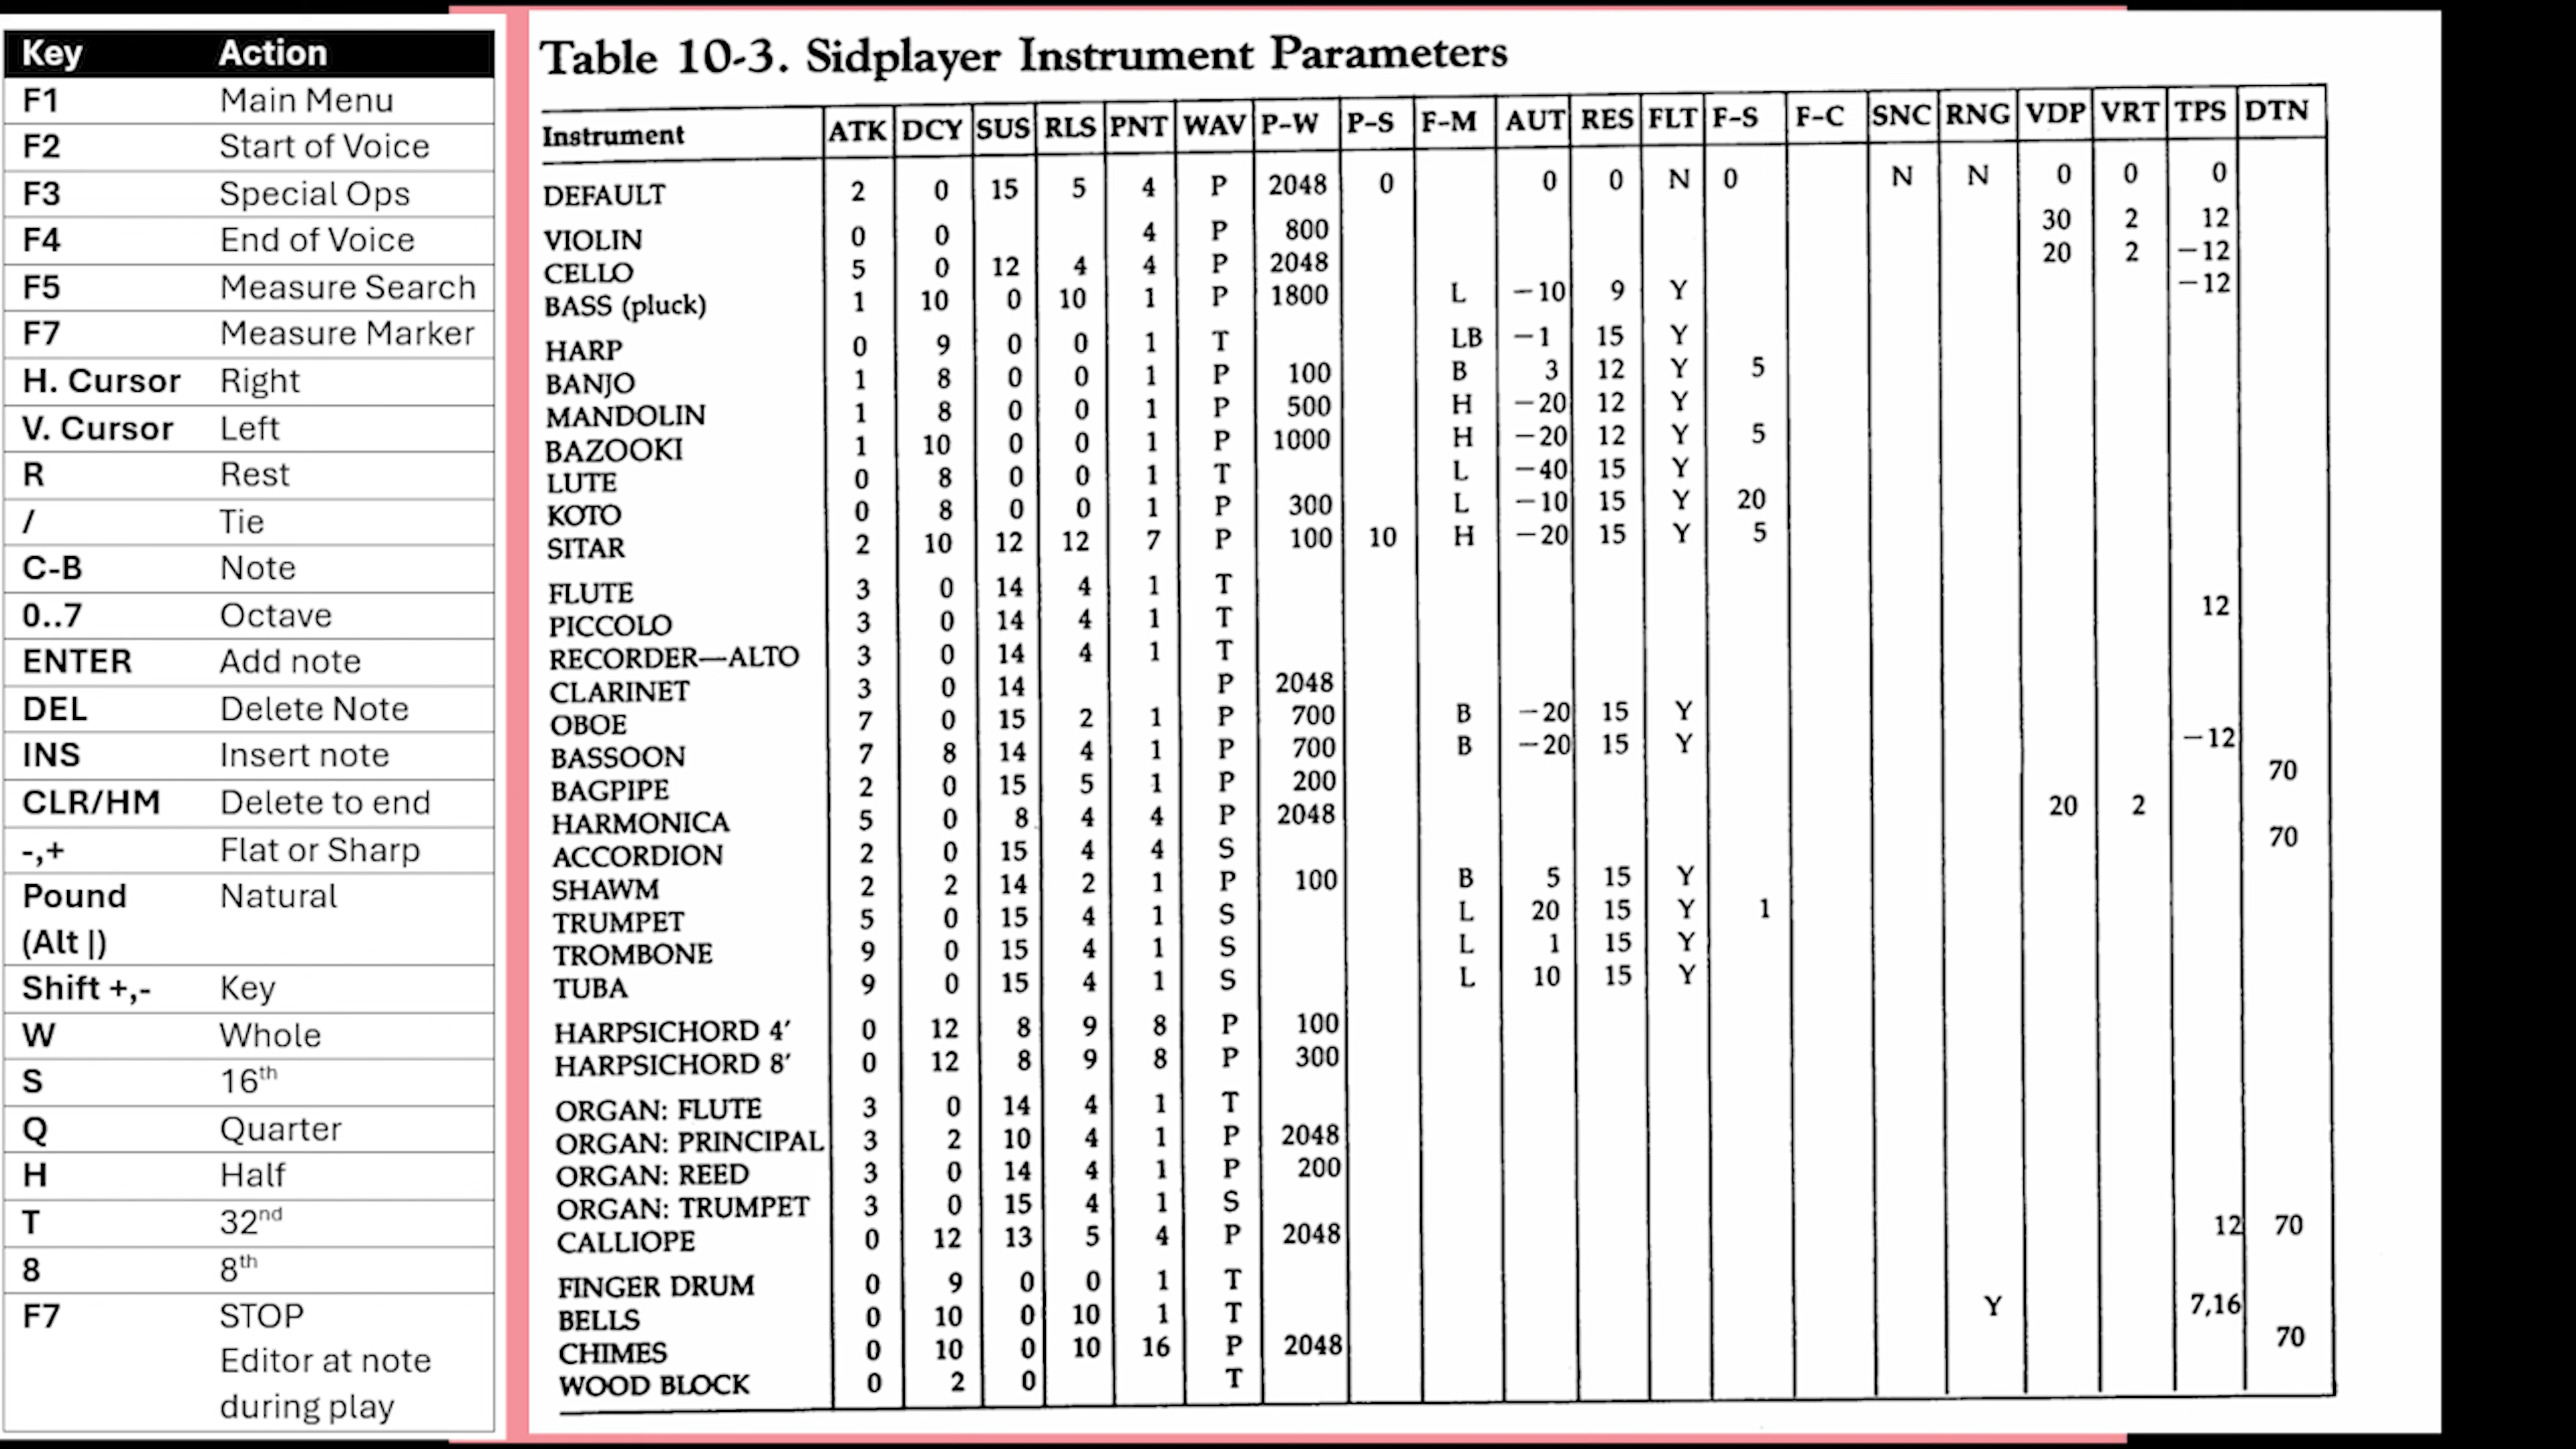 Key Action
F1 Main Menu
F2 Start of Voice
F3 Special Ops
F4 End of Voice
F5 Measure Search
F7 Measure Marker
H. Cursor Right
V. Cursor Left
R Rest
/ Tie
C-B Note
0..7 Octave
ENTER Add note
DEL Delete Note
INS Insert note
CLR/HM Delete to end
-,+ Flat or Sharp
Pound Natural
(Alt |)
Shift +,- Key
W Whole
S 16th
Q Quarter
H Half
T 32nd
8 8th
F7 STOP
Editor at note
during play
Table 10-3. Sidplayer Instrument Parameters
Instrument ATK DCY SUS RLS PNT WAV P-W P-S F-M AUT RES FLT F-S F-C SNC RNG VDP VRT TPS DTN
DEFAULT 2 0 15 5 4 P 2048 0 0 0 N 0 N N 0 0 0
VIOLIN 0 0 4 P 800 30 2 12
CELLO 5 0 12 4 4 P 2048 20 2 −12
BASS (pluck) 1 10 0 10 1 P 1800 L −10 9 Y −12
HARP 0 9 0 0 1 T LB −1 15 Y
BANJO 1 8 0 0 1 P 100 B 3 12 Y 5
MANDOLIN 1 8 0 0 1 P 500 H −20 12 Y
BAZOOKI 1 10 0 0 1 P 1000 H −20 12 Y 5
LUTE 0 8 0 0 1 T L −40 15 Y
KOTO 0 8 0 0 1 P 300 L −10 15 Y 20
SITAR 2 10 12 12 7 P 100 10 H −20 15 Y 5
FLUTE 3 0 14 4 1 T
PICCOLO 3 0 14 4 1 T 12
RECORDER—ALTO 3 0 14 4 1 T
CLARINET 3 0 14 P 2048
OBOE 7 0 15 2 1 P 700 B −20 15 Y
BASSOON 7 8 14 4 1 P 700 B −20 15 Y −12
BAGPIPE 2 0 15 5 1 P 200 70
HARMONICA 5 0 8 4 4 P 2048 20 2
ACCORDION 2 0 15 4 4 S 70
SHAWM 2 2 14 2 1 P 100 B 5 15 Y
TRUMPET 5 0 15 4 1 S L 20 15 Y 1
TROMBONE 9 0 15 4 1 S L 1 15 Y
TUBA 9 0 15 4 1 S L 10 15 Y
HARPSICHORD 4′ 0 12 8 9 8 P 100
HARPSICHORD 8′ 0 12 8 9 8 P 300
ORGAN: FLUTE 3 0 14 4 1 T
ORGAN: PRINCIPAL 3 2 10 4 1 P 2048
ORGAN: REED 3 0 14 4 1 P 200
ORGAN: TRUMPET 3 0 15 4 1 S
CALLIOPE 0 12 13 5 4 P 2048 12 70
FINGER DRUM 0 9 0 0 1 T
BELLS 0 10 0 10 1 T Y 7,16
CHIMES 0 10 0 10 16 P 2048 70
WOOD BLOCK 0 2 0 T